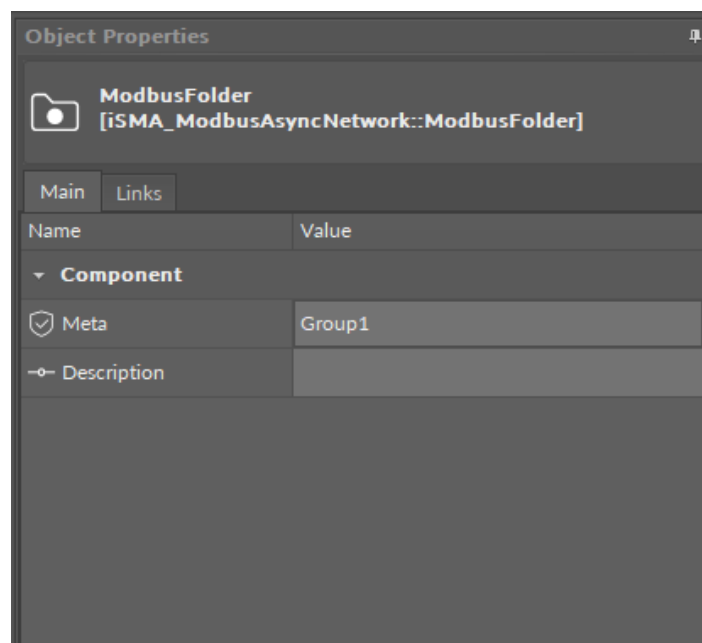 Object Properties
ModbusFolder
[iSMA_ModbusAsyncNetwork::ModbusFolder]
Main Links
Name Value
Component
Meta Group1
Description